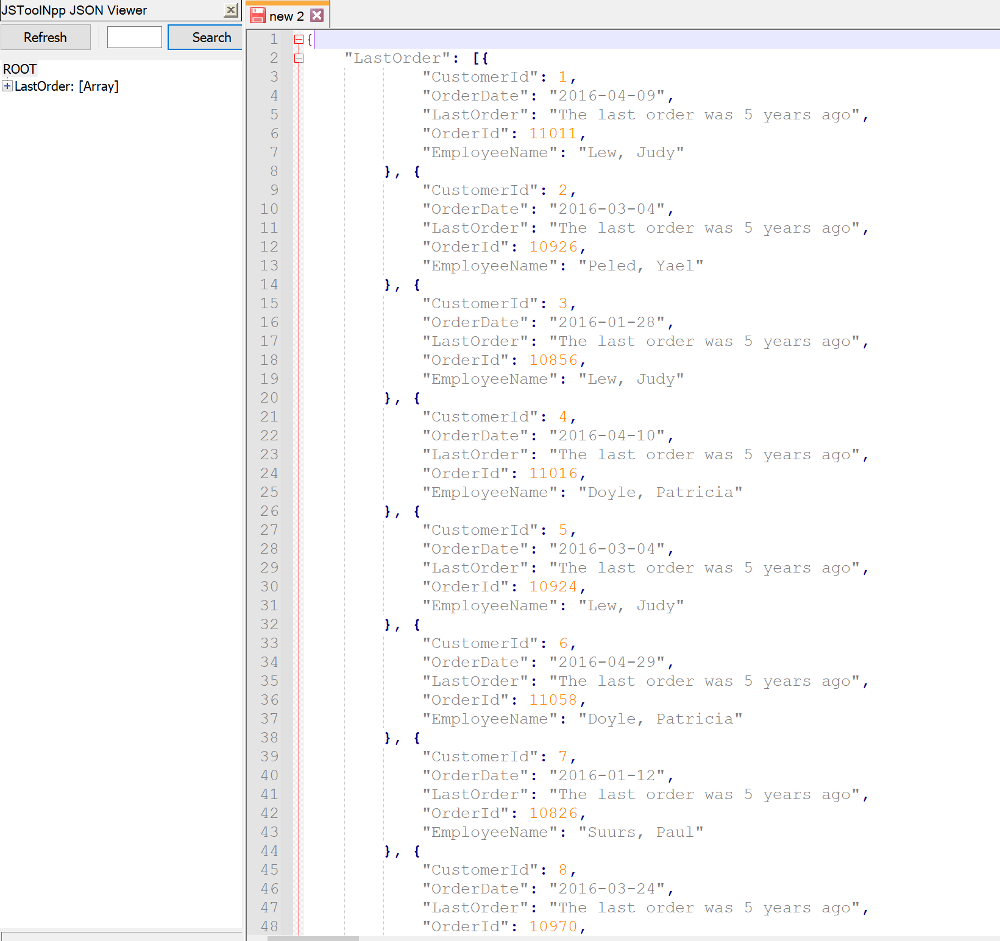 JSToolNpp JSON Viewer
Refresh
Search
ROOT
LastOrder: [Array]
new 2
1 {
2 "LastOrder": [{
3 "CustomerId": 1,
4 "OrderDate": "2016-04-09",
5 "LastOrder": "The last order was 5 years ago",
6 "OrderId": 11011,
7 "EmployeeName": "Lew, Judy"
8 }, {
9 "CustomerId": 2,
10 "OrderDate": "2016-03-04",
11 "LastOrder": "The last order was 5 years ago",
12 "OrderId": 10926,
13 "EmployeeName": "Peled, Yael"
14 }, {
15 "CustomerId": 3,
16 "OrderDate": "2016-01-28",
17 "LastOrder": "The last order was 5 years ago",
18 "OrderId": 10856,
19 "EmployeeName": "Lew, Judy"
20 }, {
21 "CustomerId": 4,
22 "OrderDate": "2016-04-10",
23 "LastOrder": "The last order was 5 years ago",
24 "OrderId": 11016,
25 "EmployeeName": "Doyle, Patricia"
26 }, {
27 "CustomerId": 5,
28 "OrderDate": "2016-03-04",
29 "LastOrder": "The last order was 5 years ago",
30 "OrderId": 10924,
31 "EmployeeName": "Lew, Judy"
32 }, {
33 "CustomerId": 6,
34 "OrderDate": "2016-04-29",
35 "LastOrder": "The last order was 5 years ago",
36 "OrderId": 11058,
37 "EmployeeName": "Doyle, Patricia"
38 }, {
39 "CustomerId": 7,
40 "OrderDate": "2016-01-12",
41 "LastOrder": "The last order was 5 years ago",
42 "OrderId": 10826,
43 "EmployeeName": "Suurs, Paul"
44 }, {
45 "CustomerId": 8,
46 "OrderDate": "2016-03-24",
47 "LastOrder": "The last order was 5 years ago",
48 "OrderId": 10970,